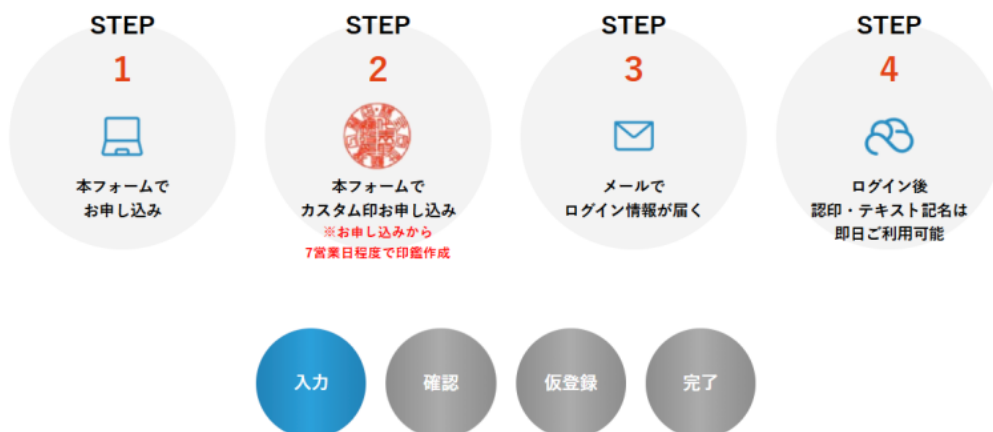 STEP
1
本フォームで
お申し込み
STEP
2
本フォームで
カスタム印お申し込み
※お申し込みから
7営業日程度で印鑑作成
STEP
3
メールで
ログイン情報が届く
STEP
4
ログイン後
認印・テキスト記名は
即日ご利用可能
入力
確認
仮登録
完了